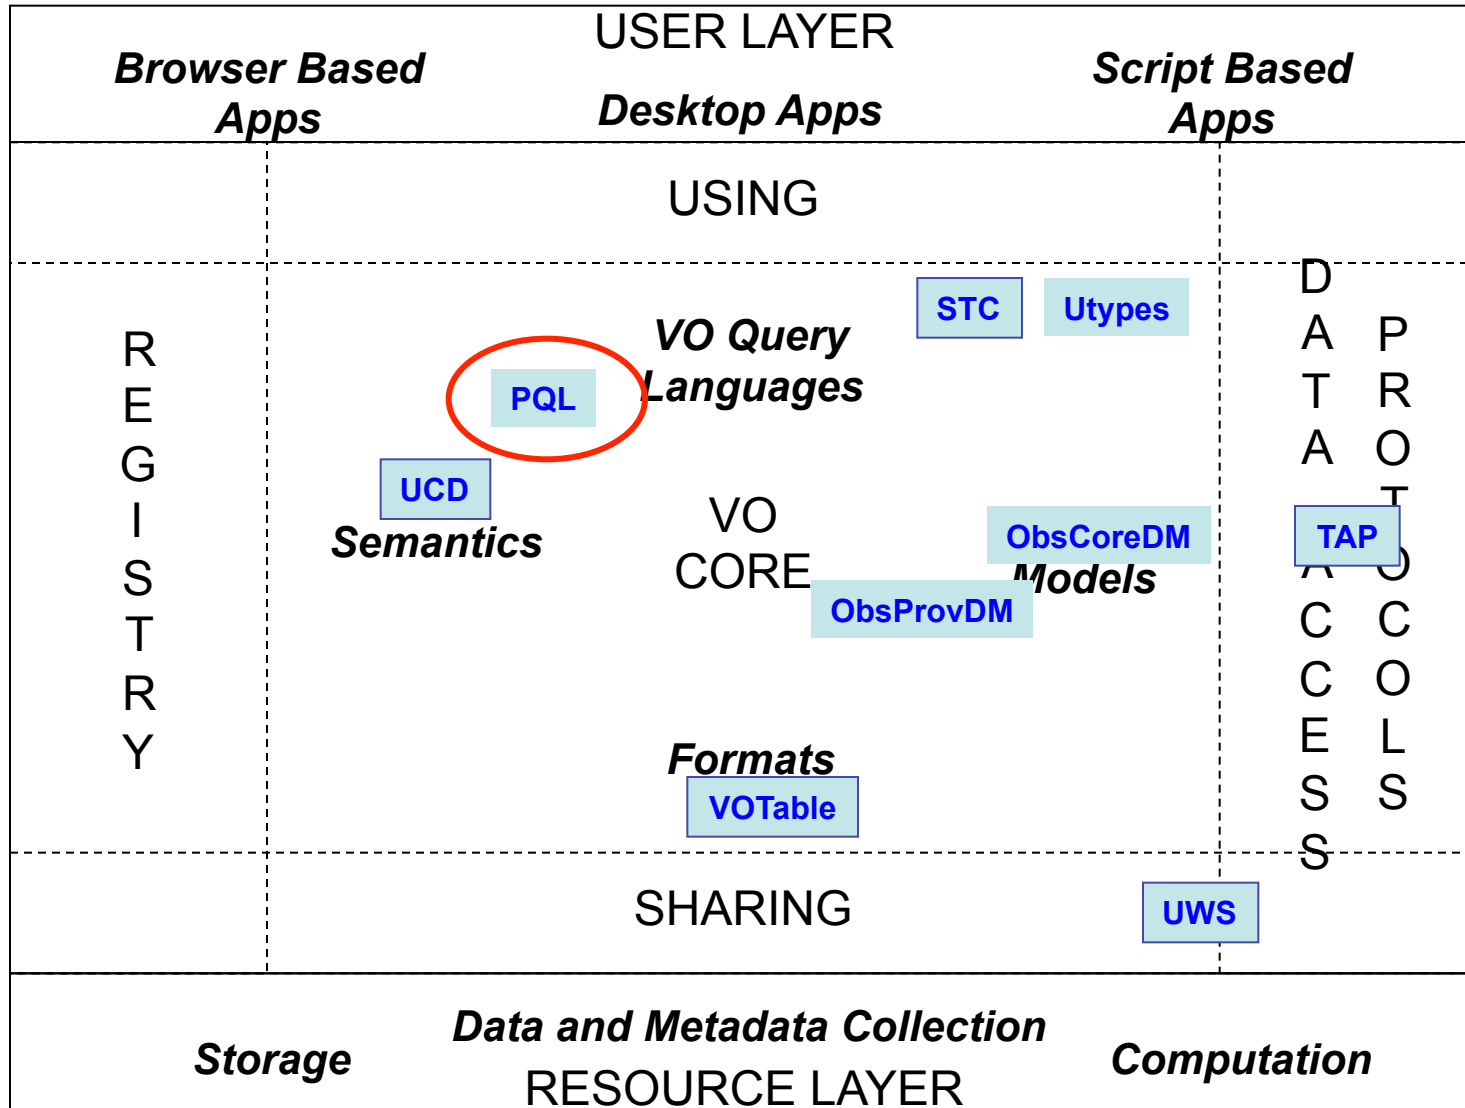 USER LAYER
Browser Based
Apps
Desktop Apps
Script Based
Apps
USING
REGISTRY
STC
Utypes
VO Query
Languages
PQL
UCD
Semantics
VO
CORE
ObsCoreDM
Models
ObsProvDM
Formats
VOTable
DATA ACCESS
PROTOCOLS
TAP
SHARING
UWS
Data and Metadata Collection
Storage
Computation
RESOURCE LAYER